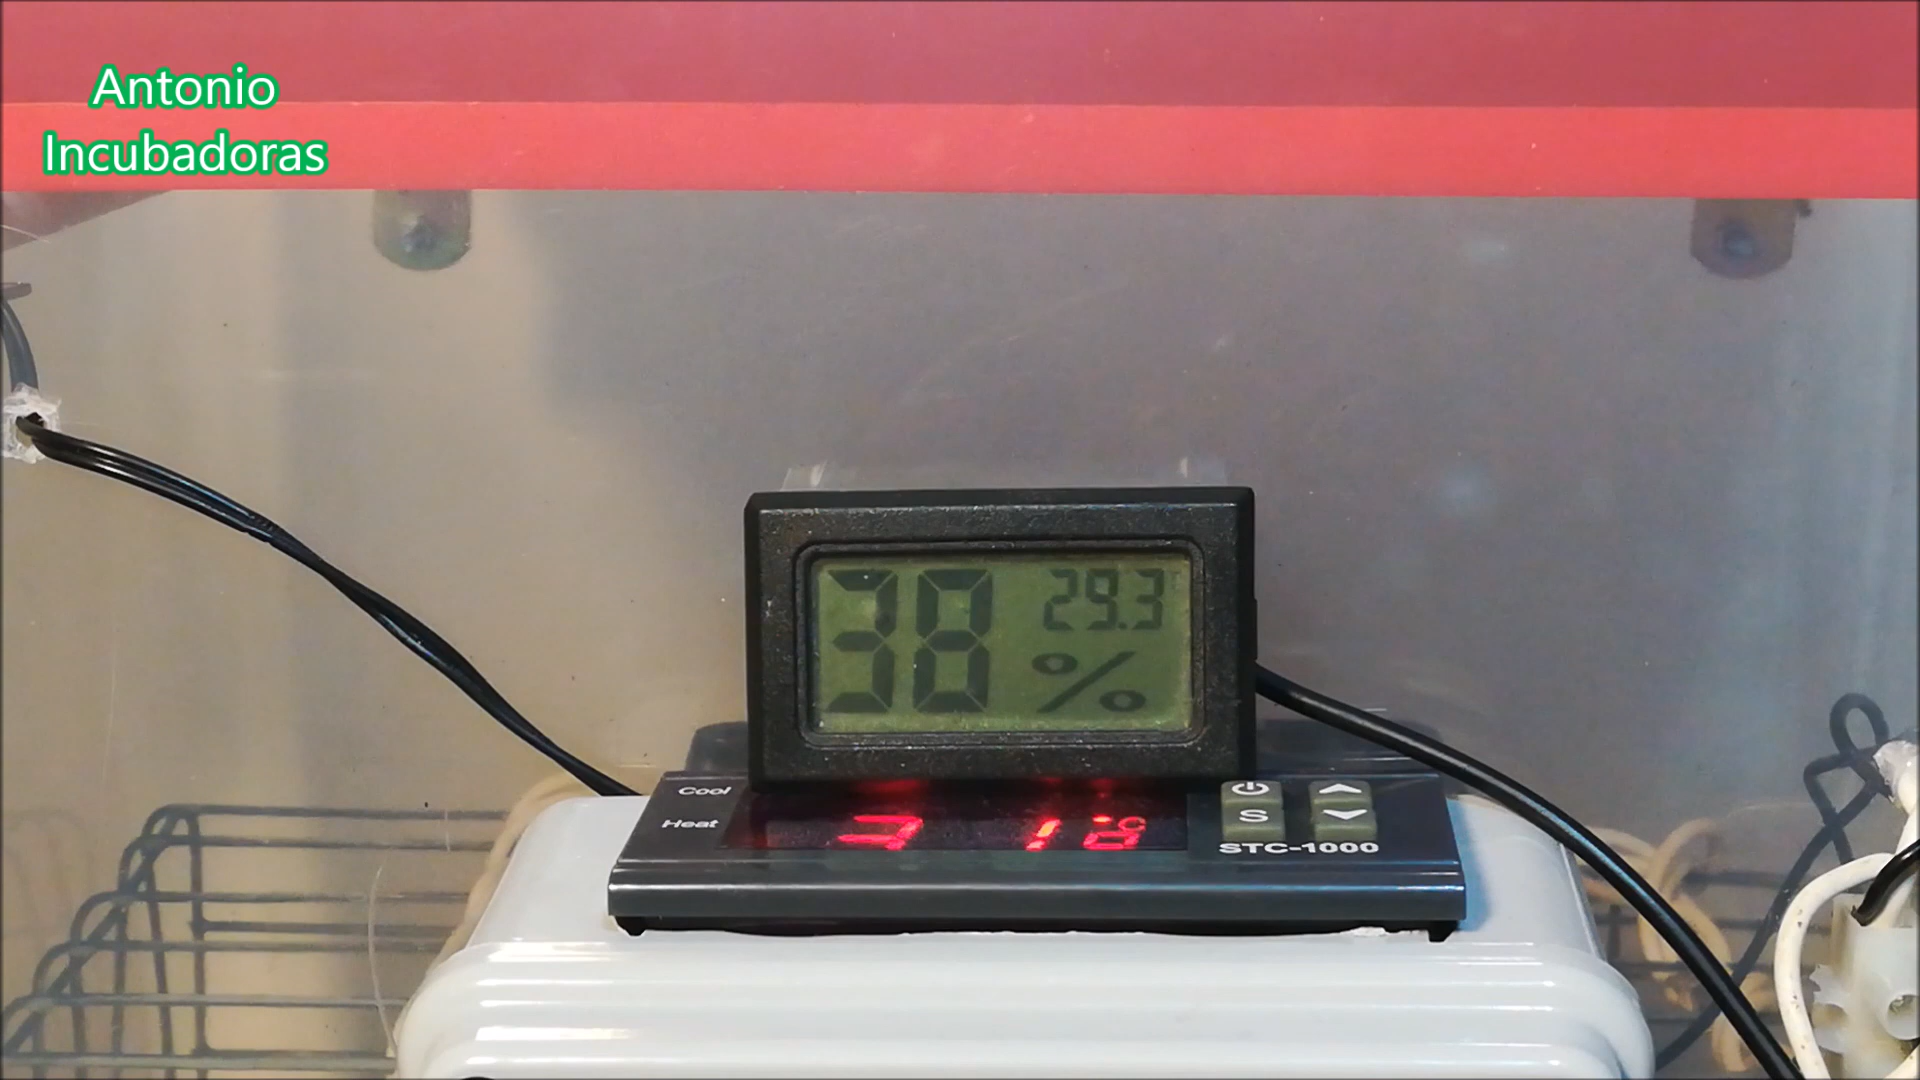 Antonio
Incubadoras
38 29.3
%
Cool
Heat
S
STC-1000